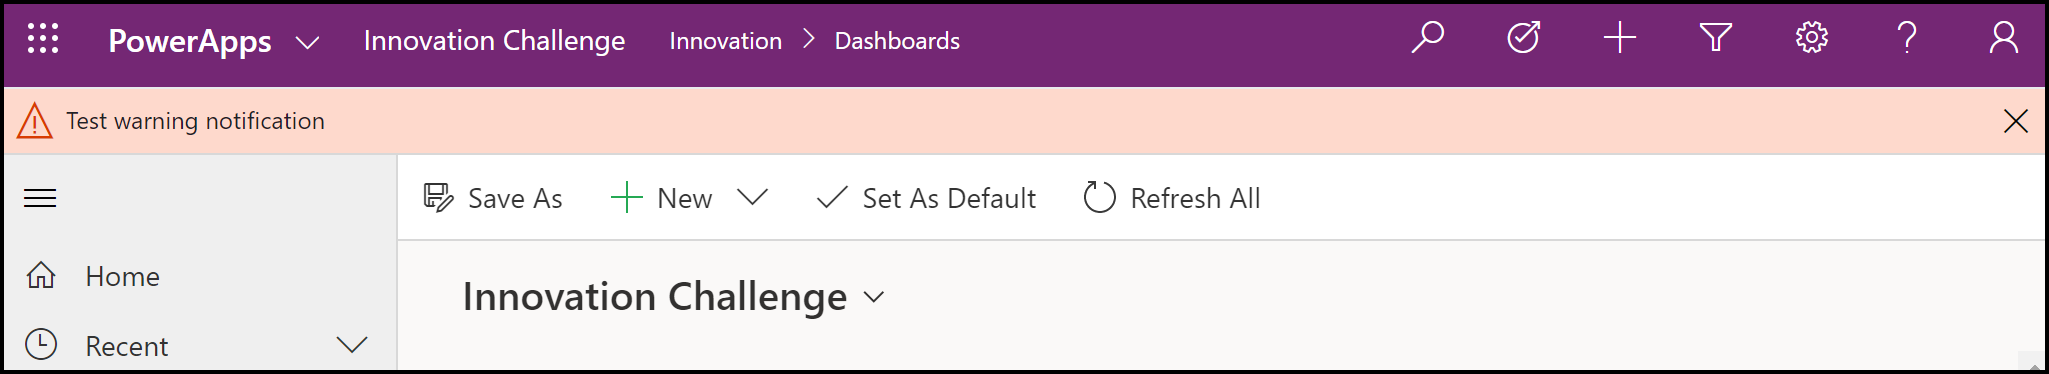 PowerApps Innovation Challenge Innovation > Dashboards
Test warning notification
Save As New Set As Default Refresh All
Home
Innovation Challenge
Recent